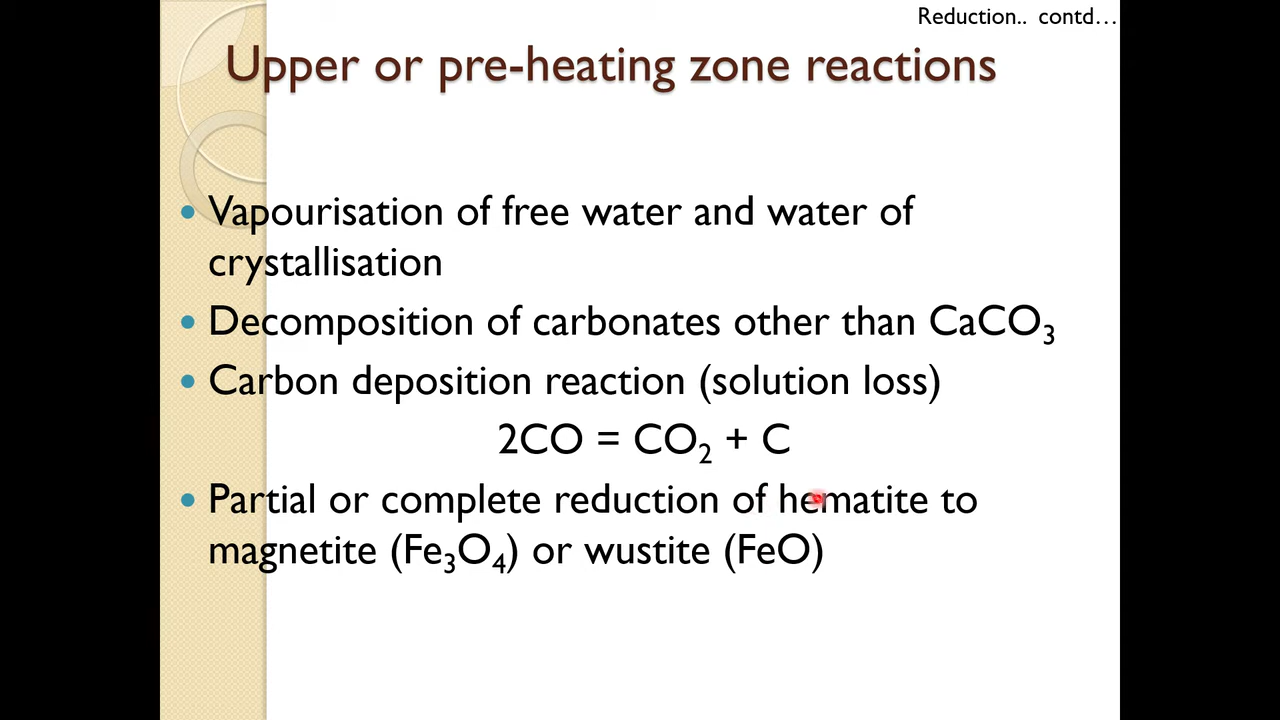 Reduction.. contd...
Upper or pre-heating zone reactions
• Vapourisation of free water and water of
crystallisation
• Decomposition of carbonates other than CaCO₃
• Carbon deposition reaction (solution loss)
2CO = CO₂ + C
• Partial or complete reduction of hematite to
magnetite (Fe₃O₄) or wustite (FeO)